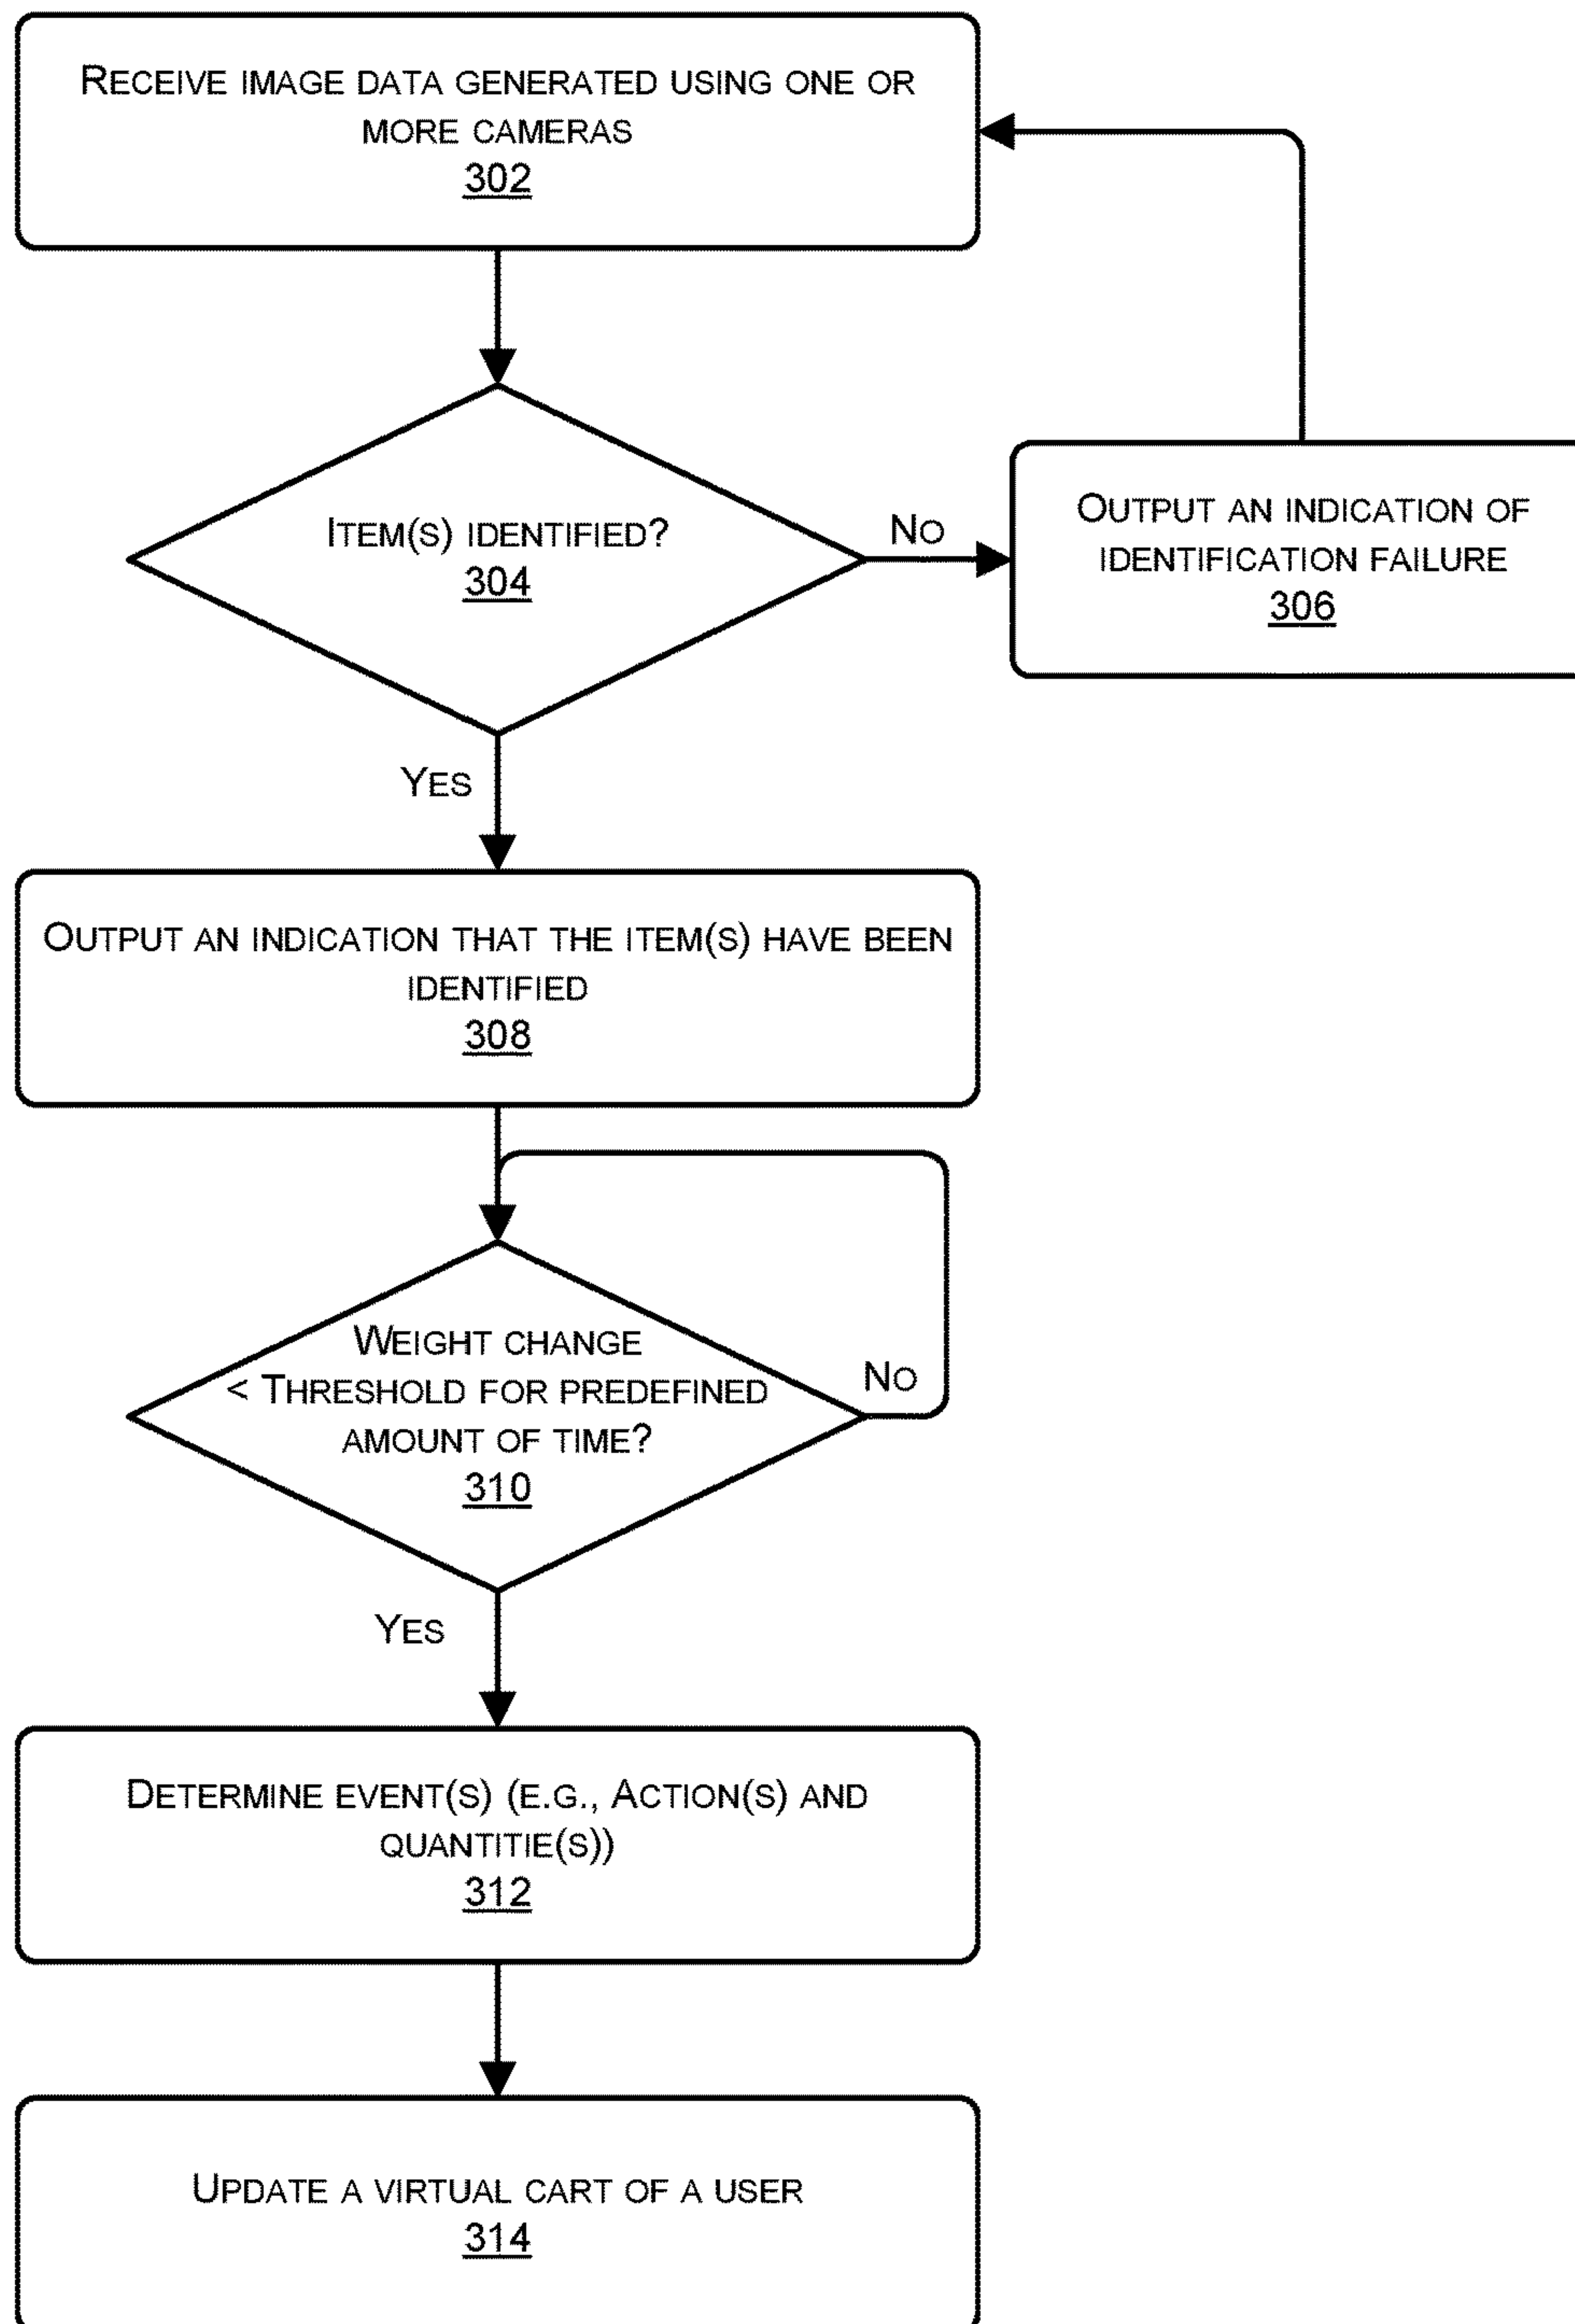 RECEIVE IMAGE DATA GENERATED USING ONE OR
MORE CAMERAS
302
ITEM(S) IDENTIFIED?
304
NO
OUTPUT AN INDICATION OF
IDENTIFICATION FAILURE
306
YES
OUTPUT AN INDICATION THAT THE ITEM(S) HAVE BEEN
IDENTIFIED
308
WEIGHT CHANGE
< THRESHOLD FOR PREDEFINED
AMOUNT OF TIME?
310
NO
YES
DETERMINE EVENT(S) (E.G., ACTION(S) AND
QUANTITIE(S))
312
UPDATE A VIRTUAL CART OF A USER
314